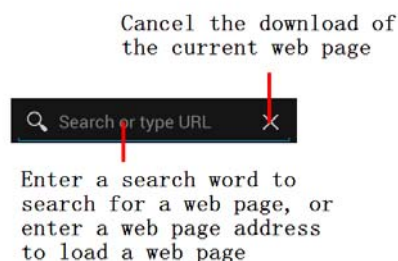 Cancel the download of
the current web page
Search or type URL
Enter a search word to
search for a web page, or
enter a web page address
to load a web page